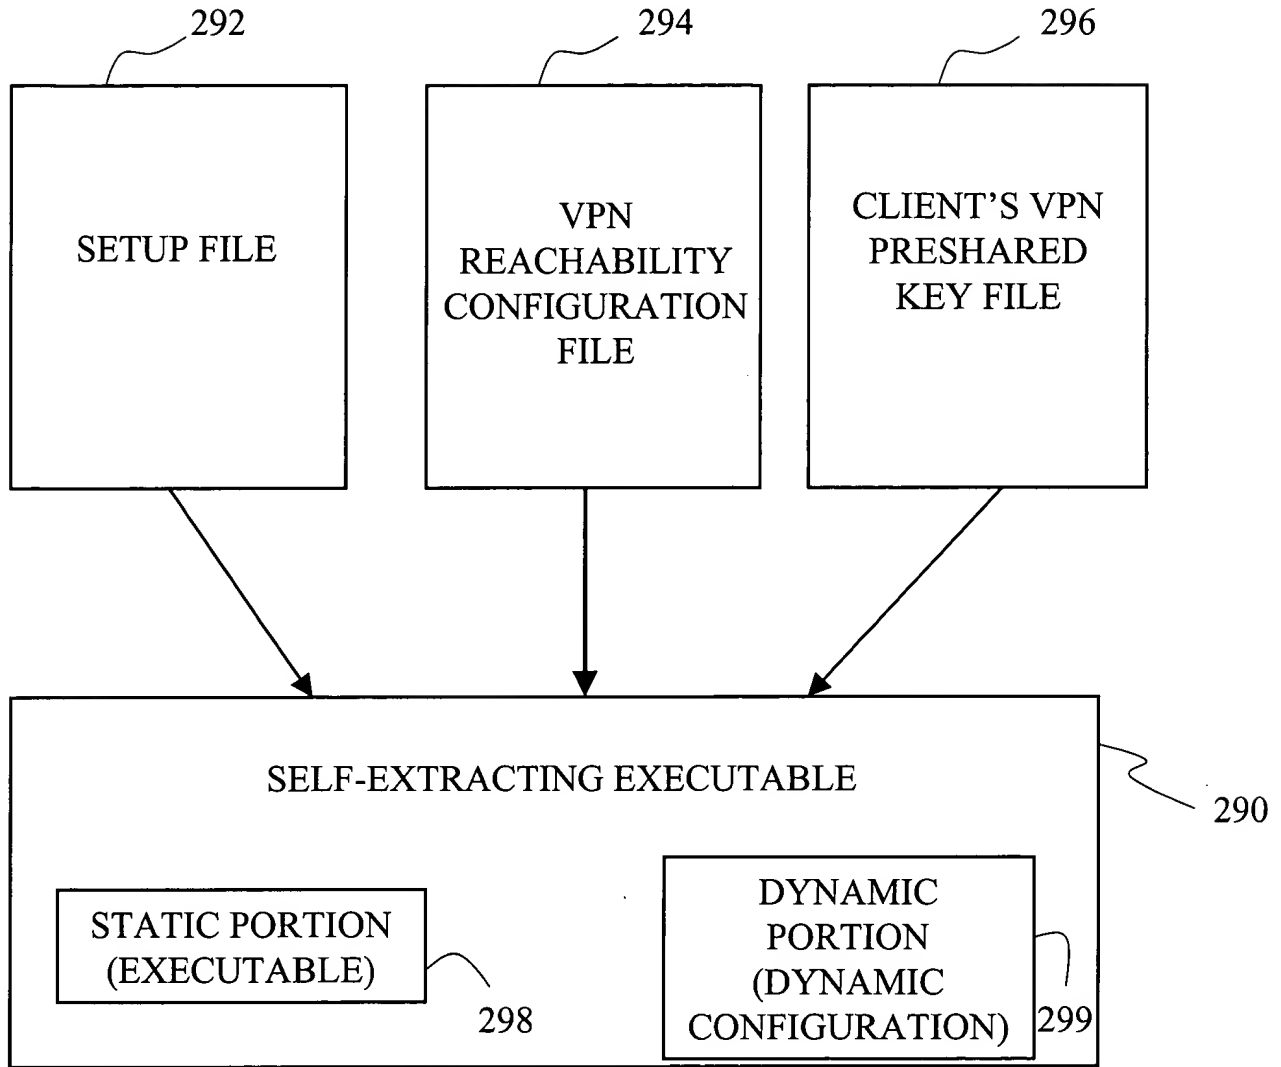 292
294
296
SETUP FILE
VPN
REACHABILITY
CONFIGURATION
FILE
CLIENT’S VPN
PRESHARED
KEY FILE
SELF-EXTRACTING EXECUTABLE
290
STATIC PORTION
(EXECUTABLE)
298
DYNAMIC
PORTION
(DYNAMIC
CONFIGURATION)
299